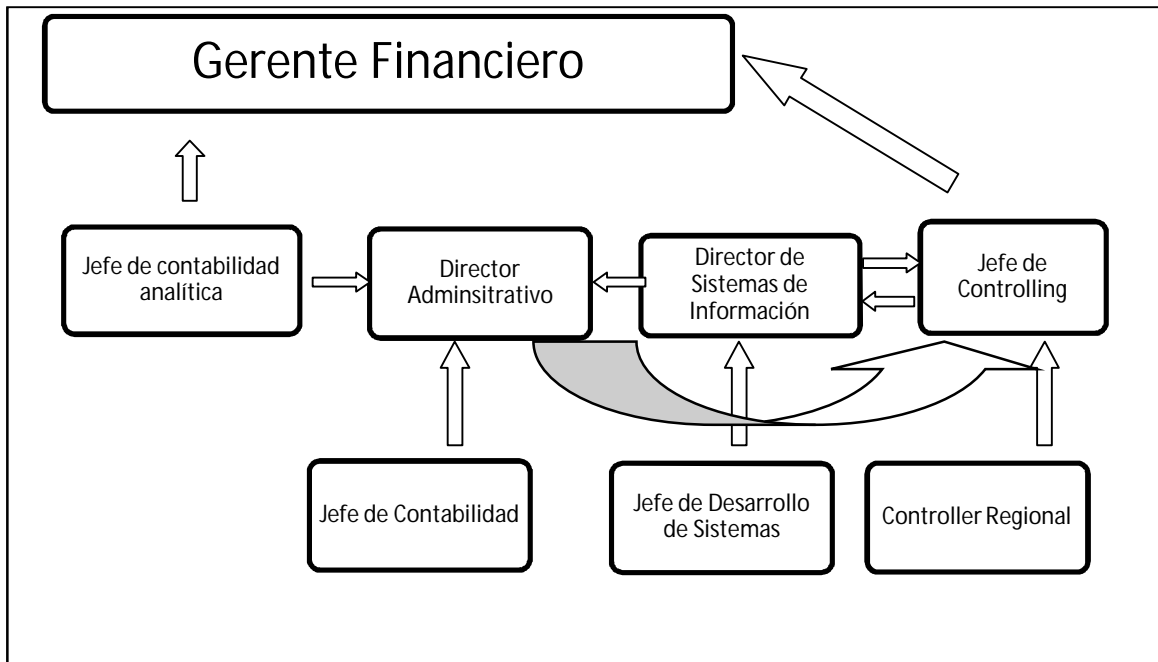 Gerente Financiero
Jefe de contabilidad
analítica
Director
Adminsitrativo
Director de
Sistemas de
Información
Jefe de
Controlling
Jefe de Contabilidad
Jefe de Desarrollo
de Sistemas
Controller Regional